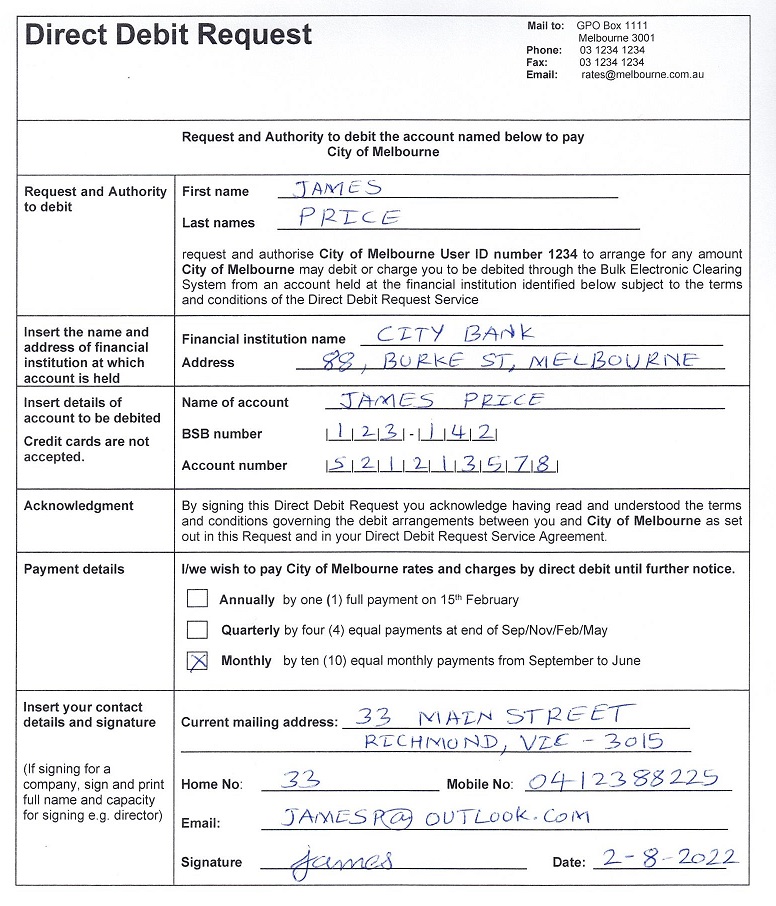 Direct Debit Request
Mail to: GPO Box 1111
Melbourne 3001
Phone: 03 1234 1234
Fax: 03 1234 1234
Email: rates@melbourne.com.au
Request and Authority to debit the account named below to pay
City of Melbourne
Request and Authority
to debit
First name JAMES
Last names PRICE
request and authorise City of Melbourne User ID number 1234 to arrange for any amount
City of Melbourne may debit or charge you to be debited through the Bulk Electronic Clearing
System from an account held at the financial institution identified below subject to the terms
and conditions of the Direct Debit Request Service
Insert the name and
address of financial
institution at which
account is held
Financial institution name CITY BANK
Address 88, BURKE ST, MELBOURNE
Insert details of
account to be debited
Credit cards are not
accepted.
Name of account JAMES PRICE
BSB number 123-142
Account number 521213578
Acknowledgment
By signing this Direct Debit Request you acknowledge having read and understood the terms
and conditions governing the debit arrangements between you and City of Melbourne as set
out in this Request and in your Direct Debit Request Service Agreement.
Payment details
I/we wish to pay City of Melbourne rates and charges by direct debit until further notice.
Annually by one (1) full payment on 15th February
Quarterly by four (4) equal payments at end of Sep/Nov/Feb/May
Monthly by ten (10) equal monthly payments from September to June
Insert your contact
details and signature
(If signing for a
company, sign and print
full name and capacity
for signing e.g. director)
Current mailing address: 33 MAIN STREET
RICHMOND, VIE - 3015
Home No: 33 Mobile No: 0412388225
Email: JAMESP@OUTLOOK.COM
Signature James Date: 2-8-2022